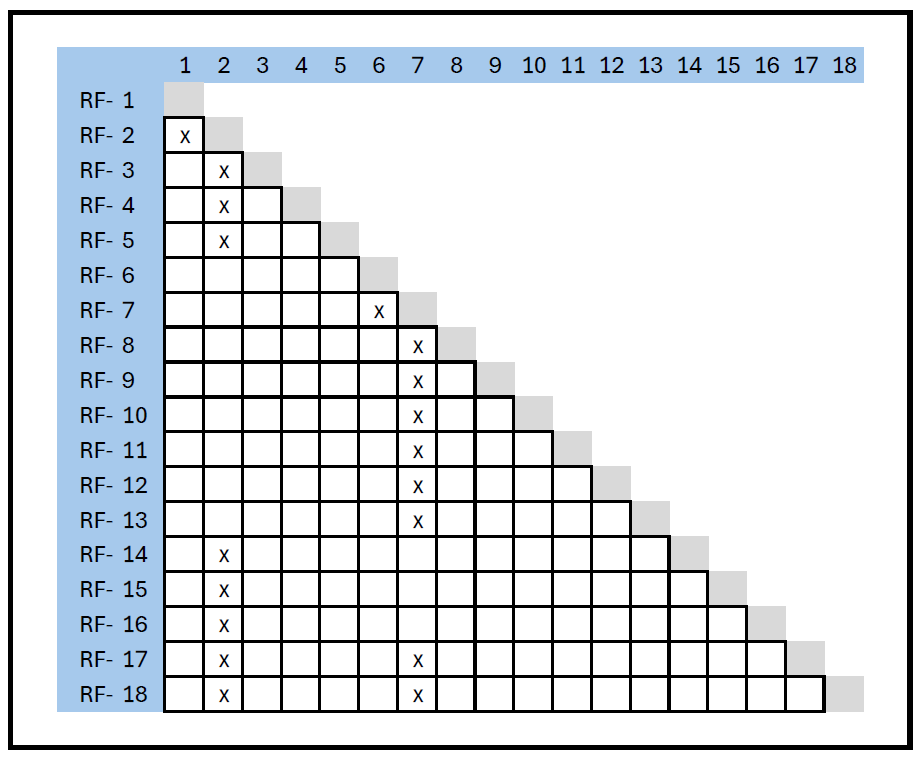 1 2 3 4 5 6 7 8 9 10 11 12 13 14 15 16 17 18
RF- 1
RF- 2 x
RF- 3 x
RF- 4 x
RF- 5 x
RF- 6
RF- 7 x
RF- 8 x
RF- 9 x
RF- 10 x
RF- 11 x
RF- 12 x
RF- 13 x
RF- 14 x
RF- 15 x
RF- 16 x
RF- 17 x x
RF- 18 x x